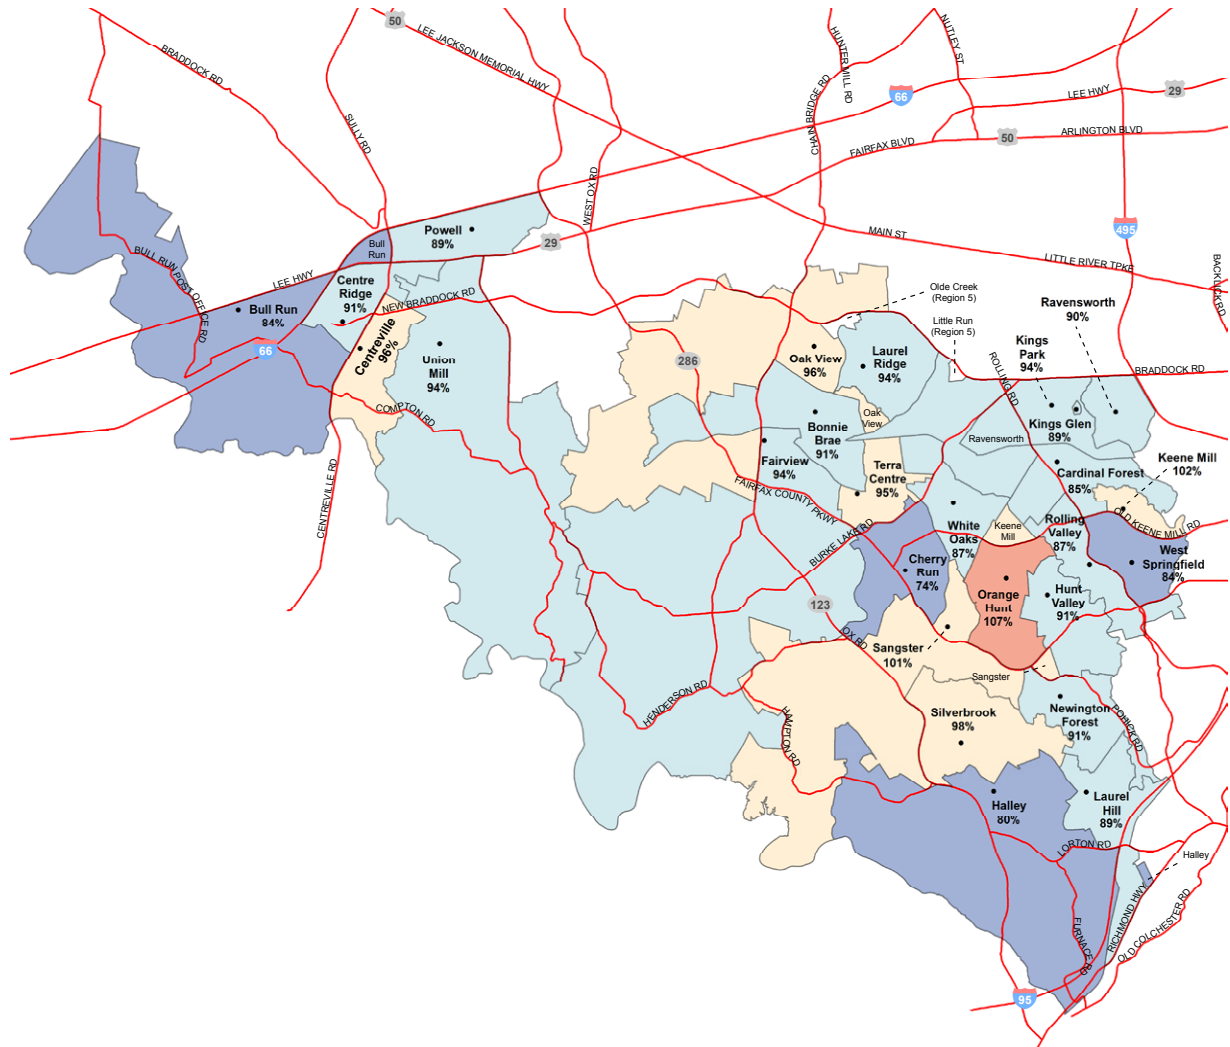 50
LEE JACKSON MEMORIAL HWY
BRADDOCK RD
SULLY RD
WEST OX RD
CHAIN BRIDGE RD
HUNTER MILL RD
NUTLEY ST
66
LEE HWY
29
50
ARLINGTON BLVD
FAIRFAX BLVD
MAIN ST
495
LITTLE RIVER TPKE
BACKLICK RD
29
Powell
89%
Bull
Run
BULL RUN POST OFFICE RD
LEE HWY
Bull Run
84%
66
Centre
Ridge
91%
NEW BRADDOCK RD
Centreville
96%
Union
Mill
94%
COMPTON RD
CENTREVILLE RD
286
Olde Creek
(Region 5)
Little Run
(Region 5)
Ravensworth
90%
Kings
Park
94%
ROLLING RD
BRADDOCK RD
Oak View
96%
Laurel
Ridge
94%
Oak
View
Bonnie
Brae
91%
Ravensworth
Kings Glen
89%
Fairview
94%
Terra
Centre
95%
Cardinal Forest
85%
Keene Mill
102%
FAIRFAX COUNTY PKWY
BURKE LAKE RD
White
Oaks
87%
Keene
Mill
Rolling
Valley
87%
OLD KEENE MILL RD
West
Springfield
84%
Cherry
Run
74%
Orange
Hunt
107%
Hunt
Valley
91%
123
OX RD
Sangster
101%
Sangster
HENDERSON RD
HAMPTON RD
Silverbrook
98%
Newington
Forest
91%
POHICK RD
Halley
80%
Laurel
Hill
89%
LORTON RD
Halley
RICHMOND HWY
OLD COLCHESTER RD
FURNACE RD
95